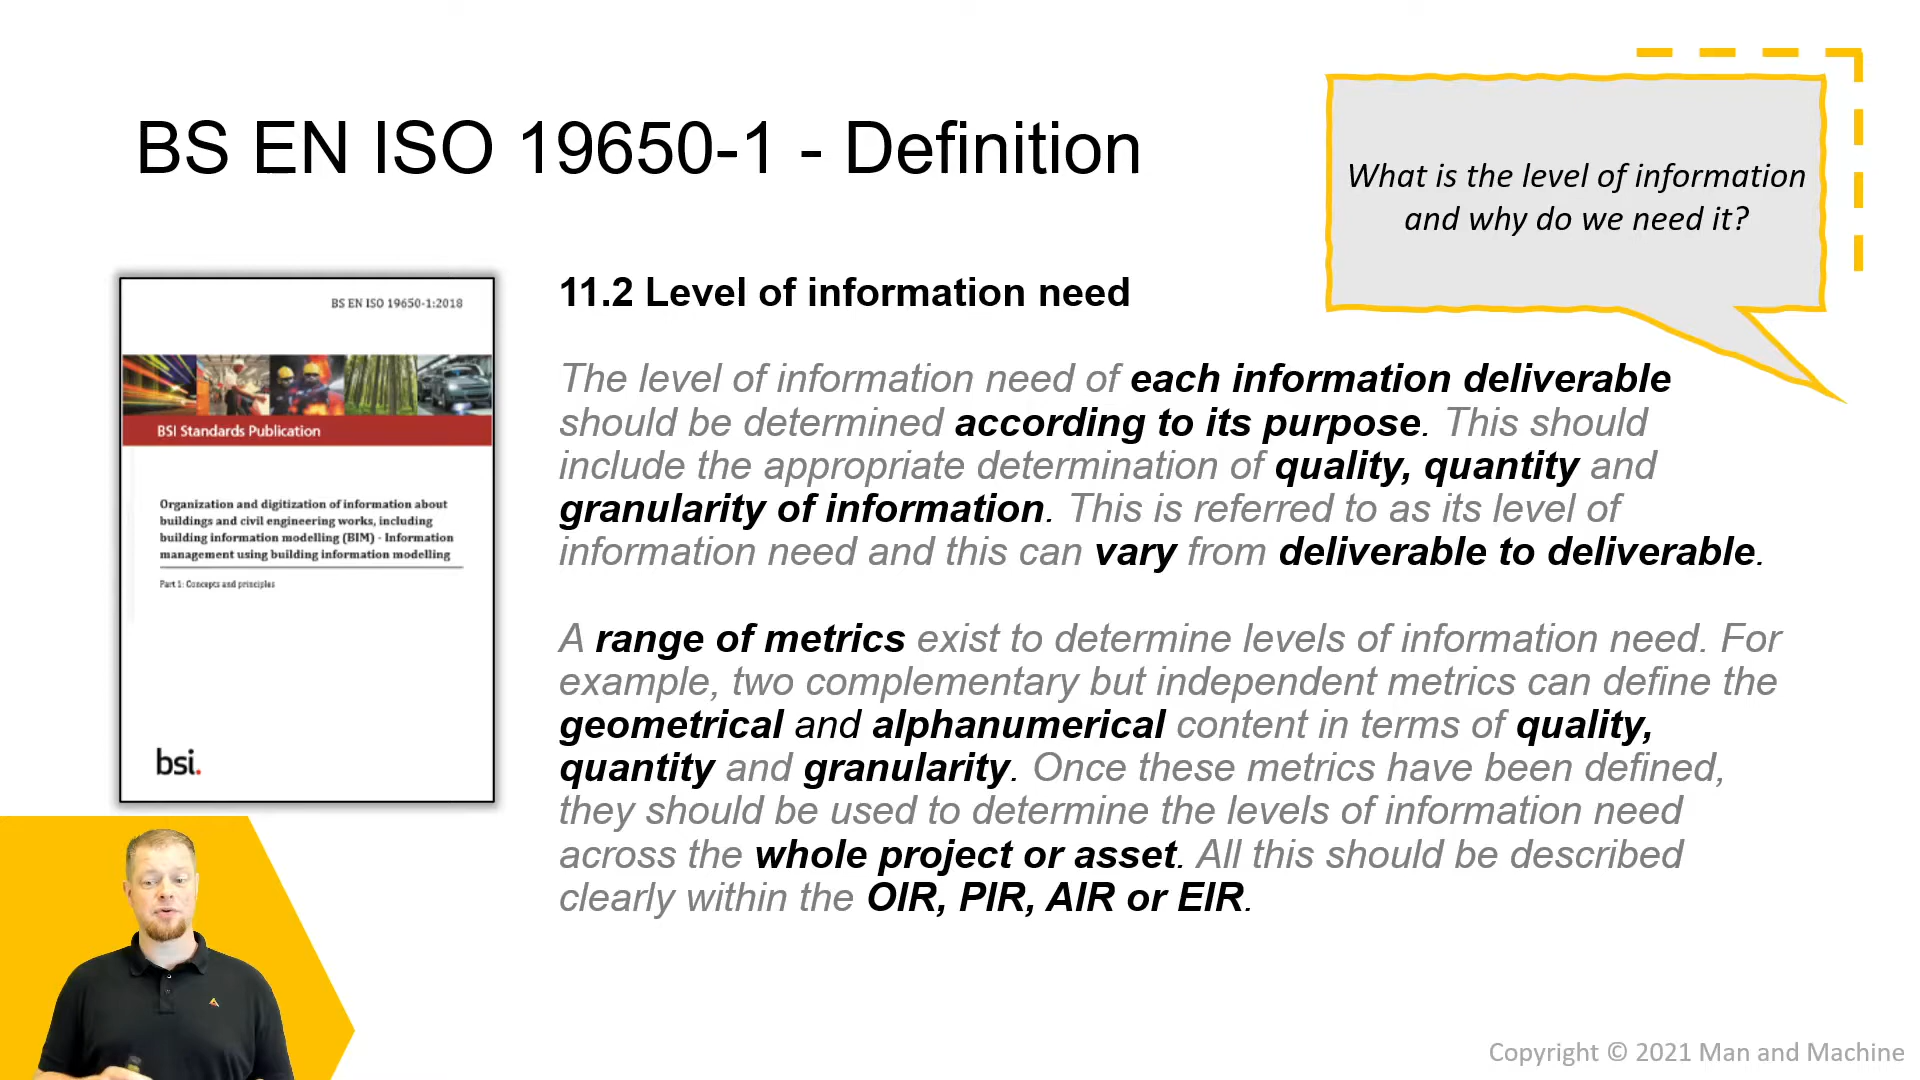 BS EN ISO 19650-1 - Definition
What is the level of information
and why do we need it?
BS EN ISO 19650-1:2018
BSI Standards Publication
Organization and digitization of information about
buildings and civil engineering works, including
building information modelling (BIM) - Information
management using building information modelling
Part 1: Concepts and principles
bsi.
11.2 Level of information need
The level of information need of each information deliverable
should be determined according to its purpose. This should
include the appropriate determination of quality, quantity and
granularity of information. This is referred to as its level of
information need and this can vary from deliverable to deliverable.
A range of metrics exist to determine levels of information need. For
example, two complementary but independent metrics can define the
geometrical and alphanumerical content in terms of quality,
quantity and granularity. Once these metrics have been defined,
they should be used to determine the levels of information need
across the whole project or asset. All this should be described
clearly within the OIR, PIR, AIR or EIR.
Copyright © 2021 Man and Machine